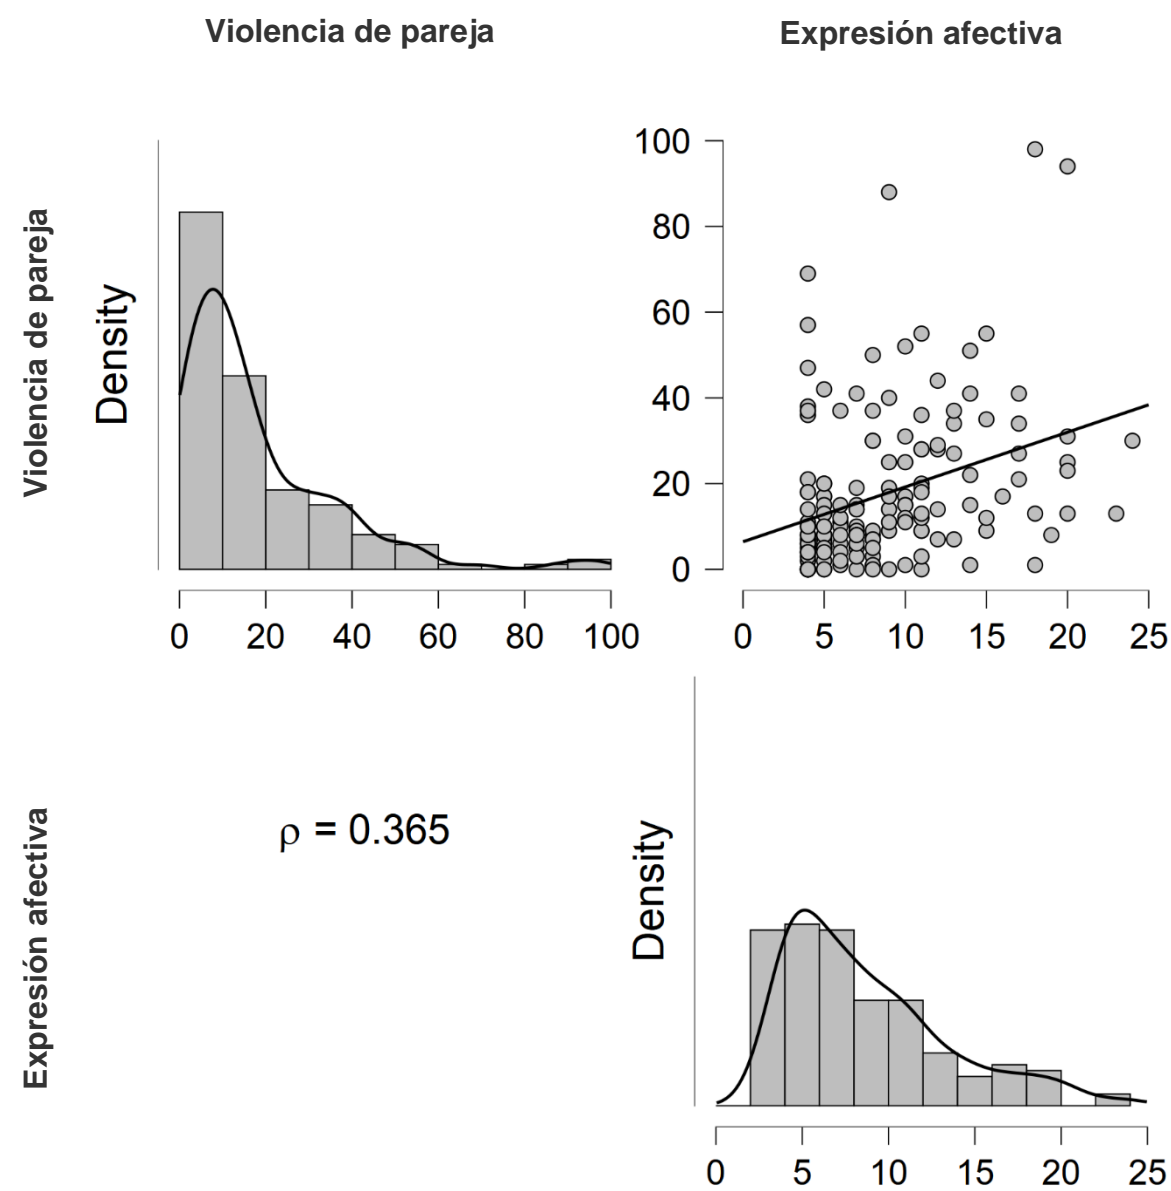 Violencia de pareja
Expresión afectiva
Violencia de pareja
Density
0 20 40 60 80 100
100
80
60
40
20
0
0 5 10 15 20 25
Expresión afectiva
ρ = 0.365
Density
0 5 10 15 20 25